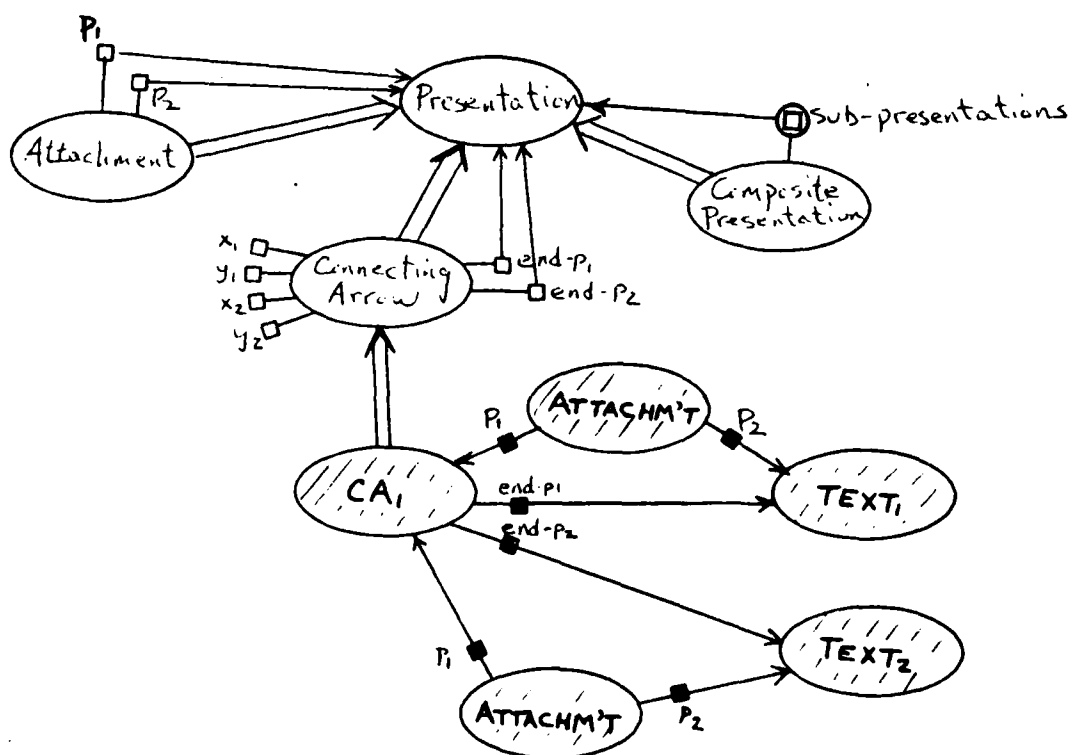 P₁
P₂
Presentation
sub-presentations
Attachment
Composite
Presentation
x₁
y₁
x₂
y₂
Connecting
Arrow
end-p₁
end-p₂
ATTACHM'T
P₁
P₂
CA₁
end-p₁
end-p₂
TEXT₁
TEXT₂
P₁
ATTACHM'T
P₂